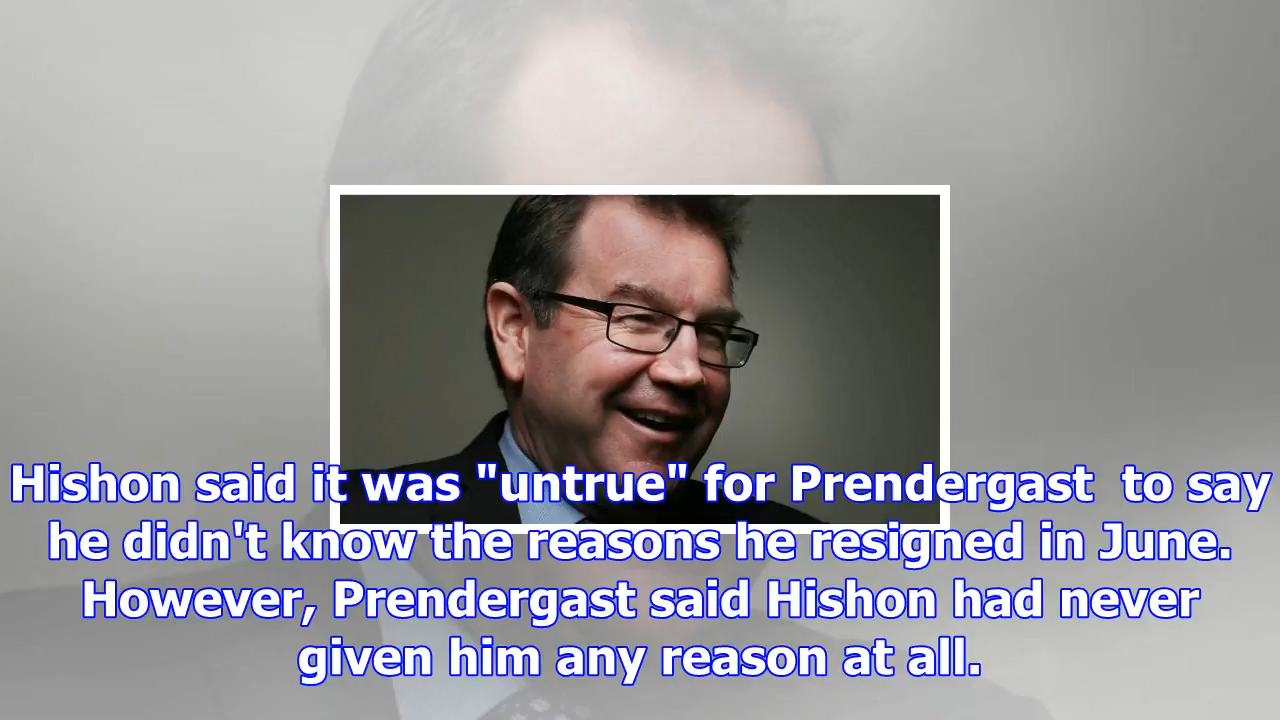 Hishon said it was "untrue" for Prendergast  to say
he didn't know the reasons he resigned in June.
However, Prendergast said Hishon had never
given him any reason at all.